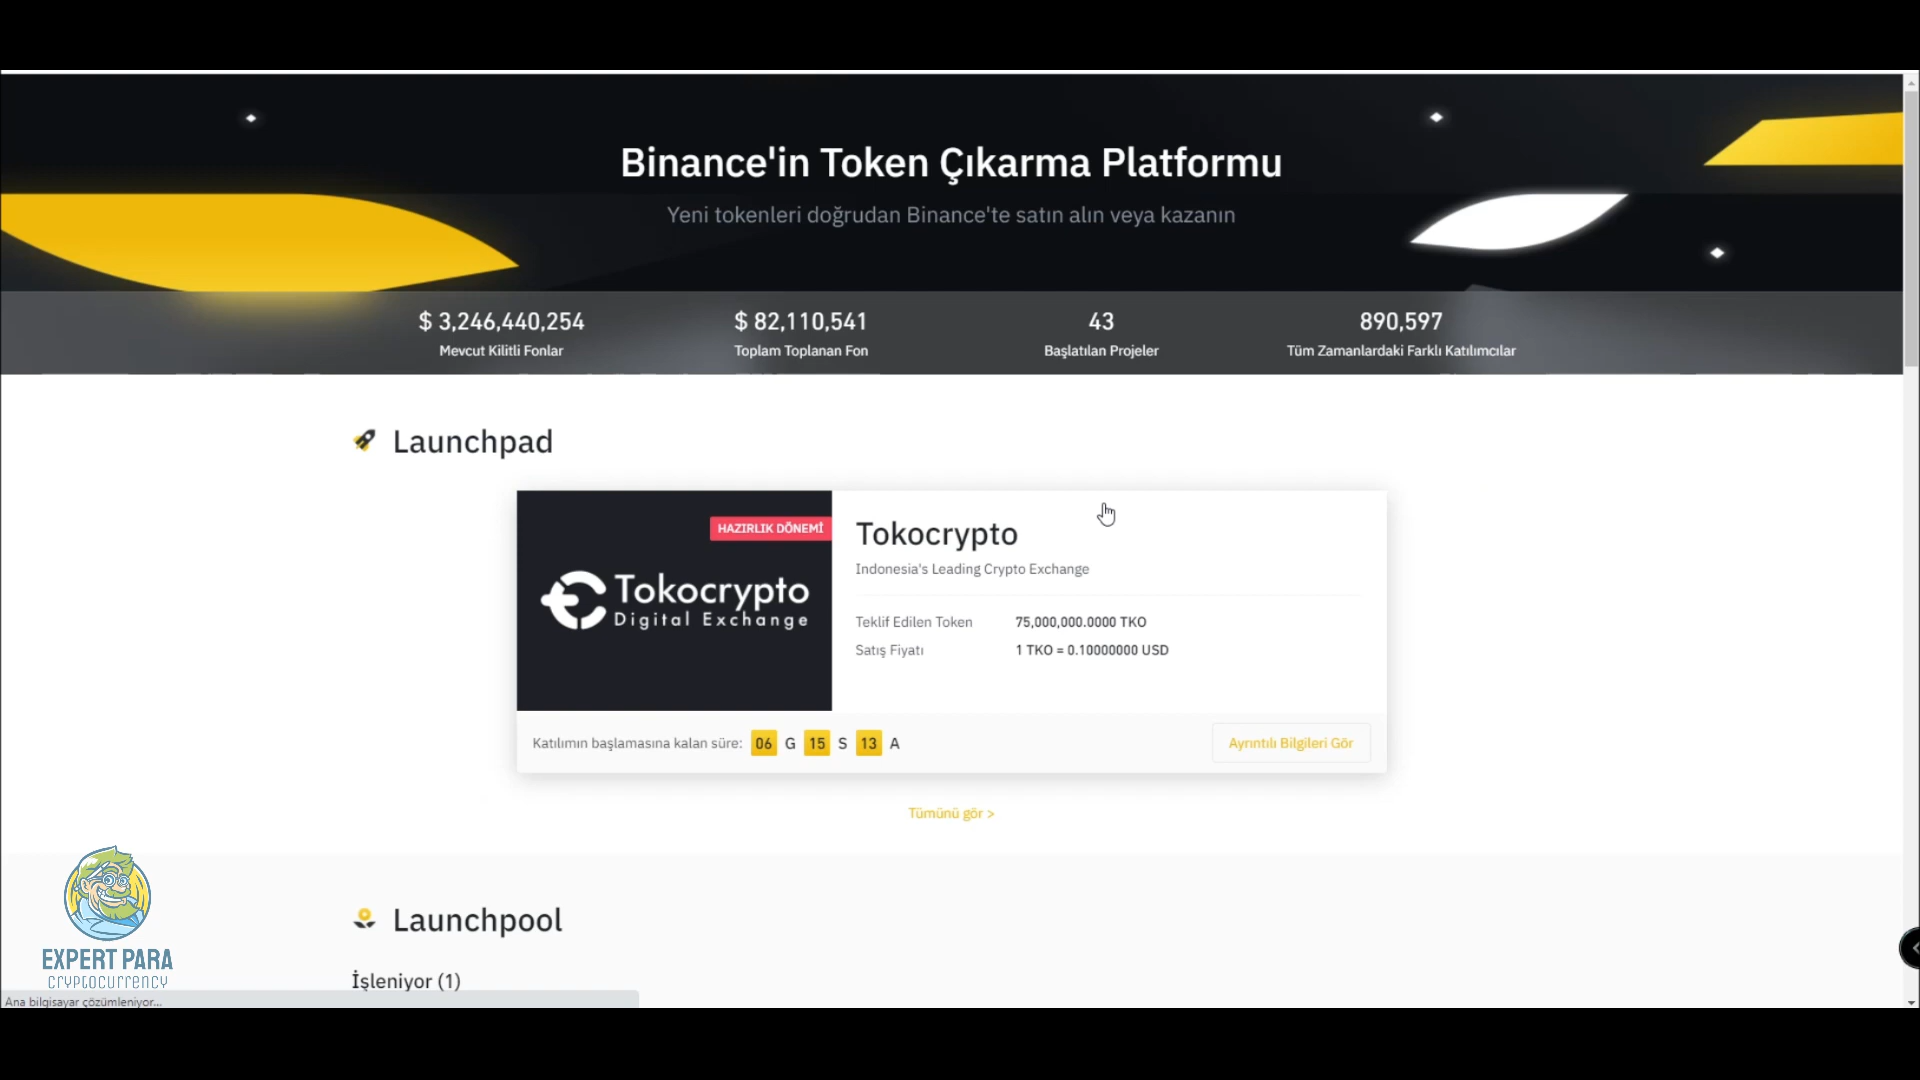 Binance'in Token Çıkarma Platformu
Yeni tokenleri doğrudan Binance'te satın alın veya kazanın
$ 3,246,440,254
Mevcut Kilitli Fonlar
$ 82,110,541
Toplam Toplanan Fon
43
Başlatılan Projeler
890,597
Tüm Zamanlardaki Farklı Katılımcılar
Launchpad
HAZIRLIK DÖNEMİ
Tokocrypto
Digital Exchange
Tokocrypto
Indonesia's Leading Crypto Exchange
Teklif Edilen Token 75,000,000.0000 TKO
Satış Fiyatı 1 TKO = 0.10000000 USD
Katılımın başlamasına kalan süre: 06 G 15 S 13 A
Ayrıntılı Bilgileri Gör
Tümünü gör >
Launchpool
İşleniyor (1)
EXPERT PARA
CRYPTOCURRENCY
Ana bilgisayar çözümleniyor...